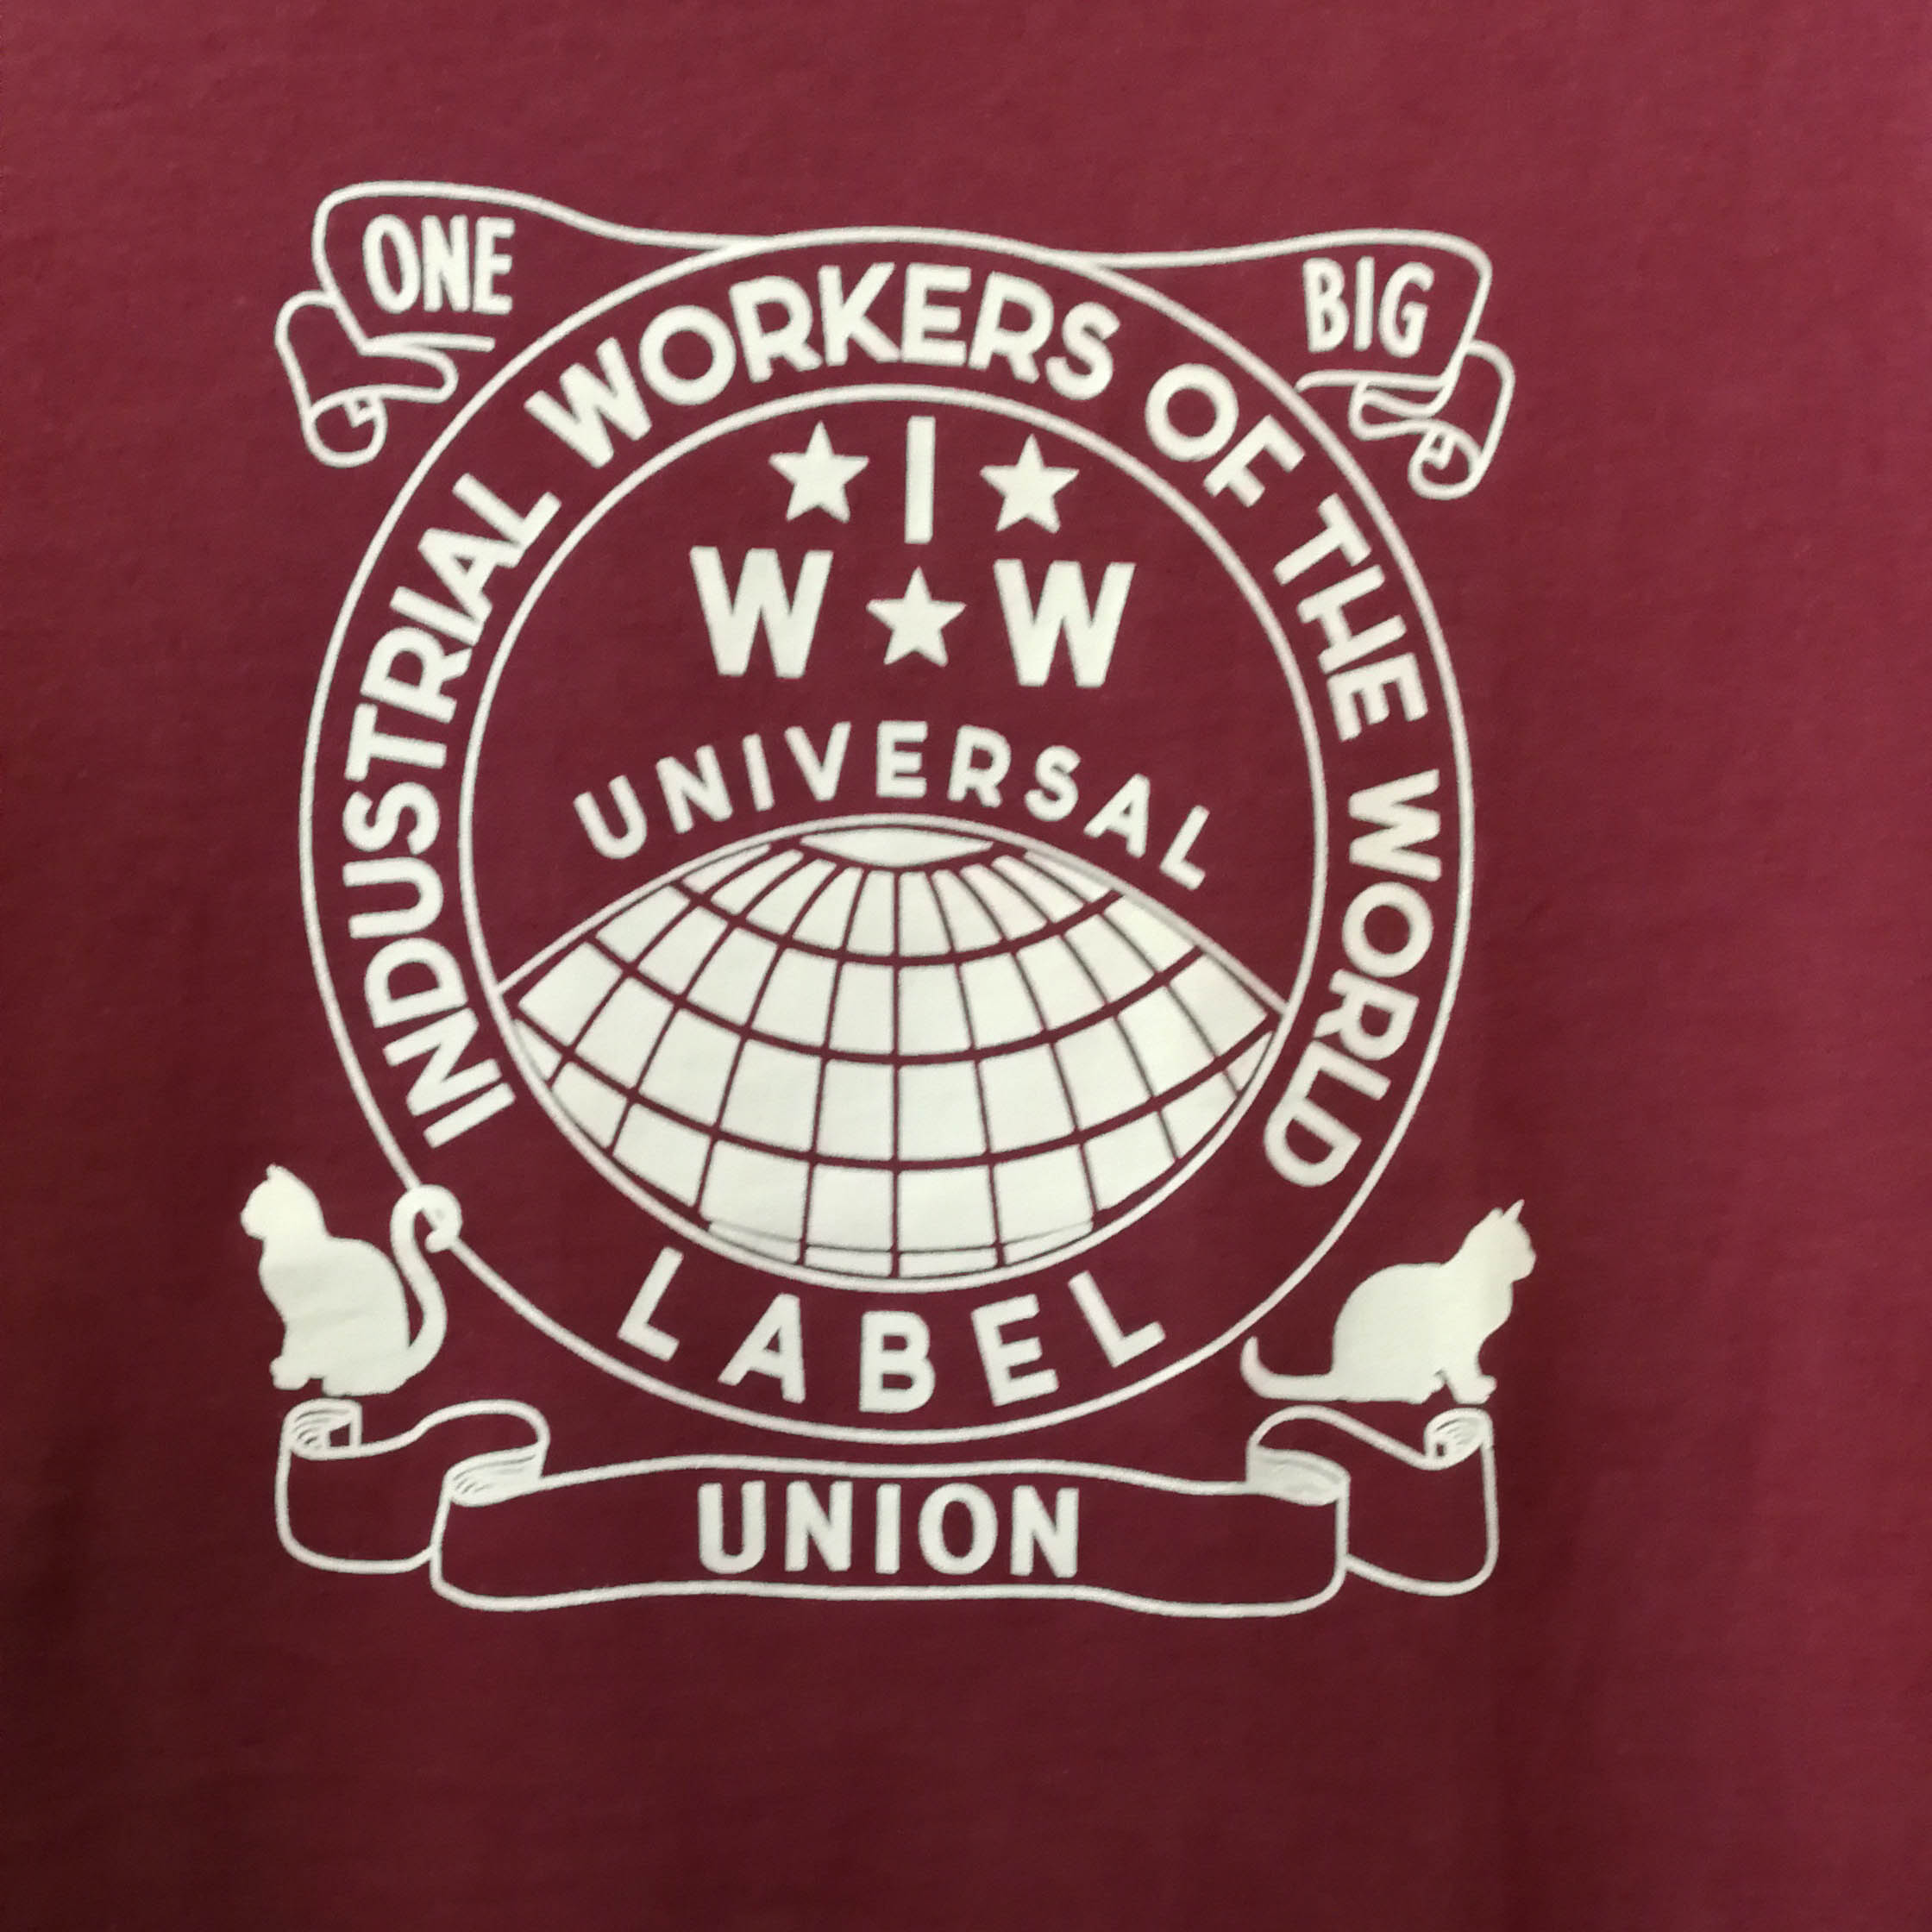 ONE
BIG
INDUSTRIAL WORKERS OF THE WORLD
I
W W
UNIVERSAL
LABEL
UNION